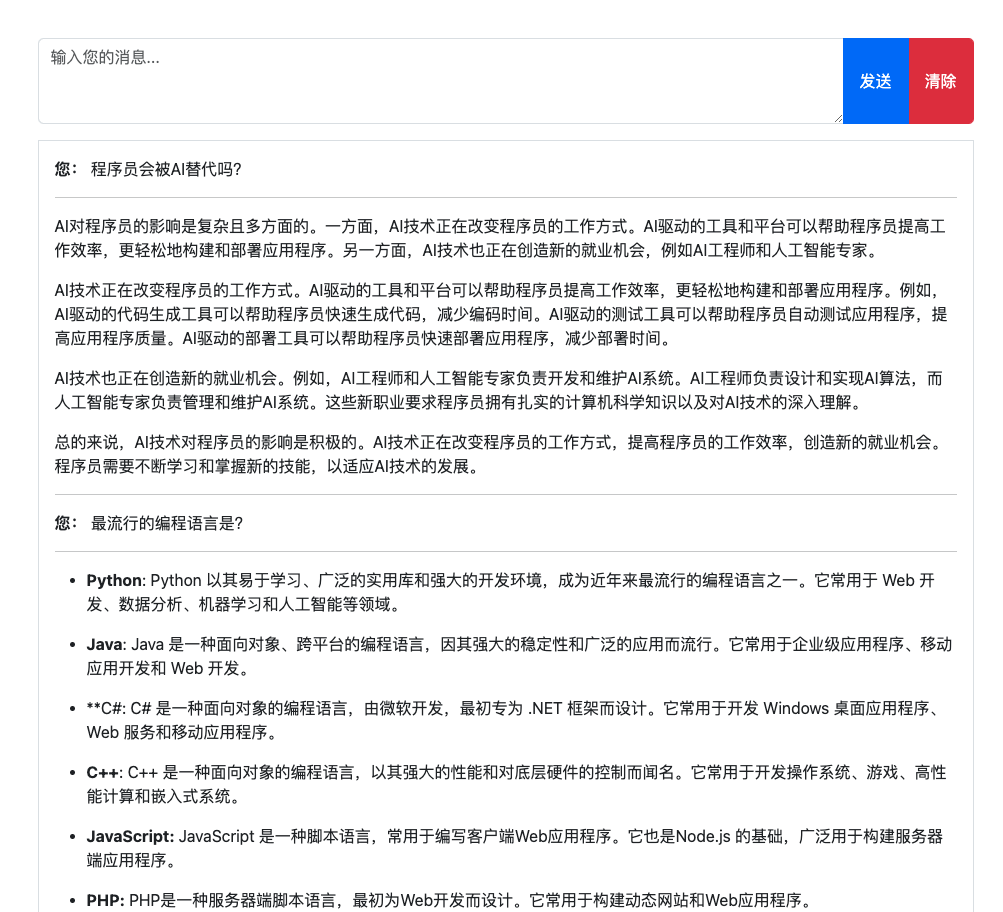 输入您的消息...
发送
清除
您： 程序员会被AI替代吗?
AI对程序员的影响是复杂且多方面的。一方面，AI技术正在改变程序员的工作方式。AI驱动的工具和平台可以帮助程序员提高工
作效率，更轻松地构建和部署应用程序。另一方面，AI技术也正在创造新的就业机会，例如AI工程师和人工智能专家。
AI技术正在改变程序员的工作方式。AI驱动的工具和平台可以帮助程序员提高工作效率，更轻松地构建和部署应用程序。例如，
AI驱动的代码生成工具可以帮助程序员快速生成代码，减少编码时间。AI驱动的测试工具可以帮助程序员自动测试应用程序，提
高应用程序质量。AI驱动的部署工具可以帮助程序员快速部署应用程序，减少部署时间。
AI技术也正在创造新的就业机会。例如，AI工程师和人工智能专家负责开发和维护AI系统。AI工程师负责设计和实现AI算法，而
人工智能专家负责管理和维护AI系统。这些新职业要求程序员拥有扎实的计算机科学知识以及对AI技术的深入理解。
总的来说，AI技术对程序员的影响是积极的。AI技术正在改变程序员的工作方式，提高程序员的工作效率，创造新的就业机会。
程序员需要不断学习和掌握新的技能，以适应AI技术的发展。
您： 最流行的编程语言是?
• Python: Python 以其易于学习、广泛的实用库和强大的开发环境，成为近年来最流行的编程语言之一。它常用于 Web 开
发、数据分析、机器学习和人工智能等领域。
• Java: Java 是一种面向对象、跨平台的编程语言，因其强大的稳定性和广泛的应用而流行。它常用于企业级应用程序、移动
应用开发和 Web 开发。
• **C#: C# 是一种面向对象的编程语言，由微软开发，最初专为 .NET 框架而设计。它常用于开发 Windows 桌面应用程序、
Web 服务和移动应用程序。
• C++: C++ 是一种面向对象的编程语言，以其强大的性能和对底层硬件的控制而闻名。它常用于开发操作系统、游戏、高性
能计算和嵌入式系统。
• JavaScript: JavaScript 是一种脚本语言，常用于编写客户端Web应用程序。它也是Node.js 的基础，广泛用于构建服务器
端应用程序。
• PHP: PHP是一种服务器端脚本语言，最初为Web开发而设计。它常用于构建动态网站和Web应用程序。